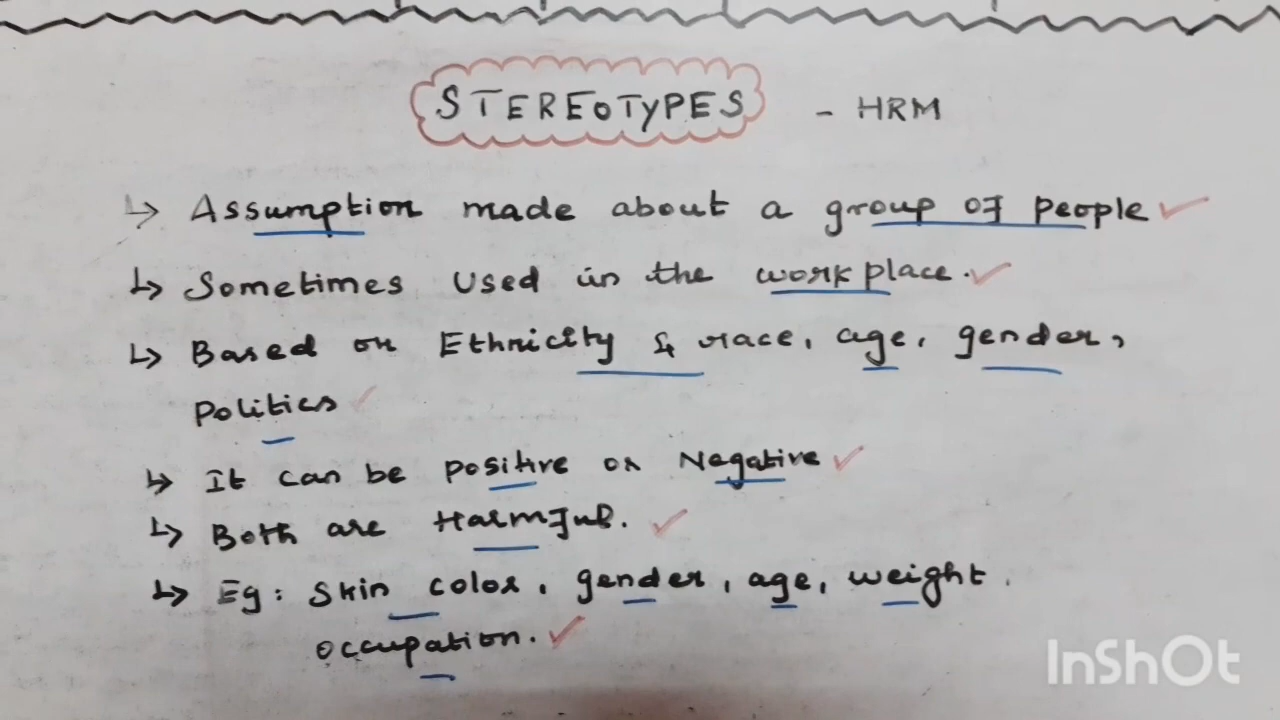 STEREOTYPES - HRM
↳ Assumption made about a group of people ✓
↳ Sometimes used in the workplace. ✓
↳ Based on Ethnicity & race, age, gender,
Politics ✓
↳ It can be positive or Negative ✓
↳ Both are Harmful. ✓
↳ Eg: Skin color, gender, age, weight,
occupation. ✓
InShOt